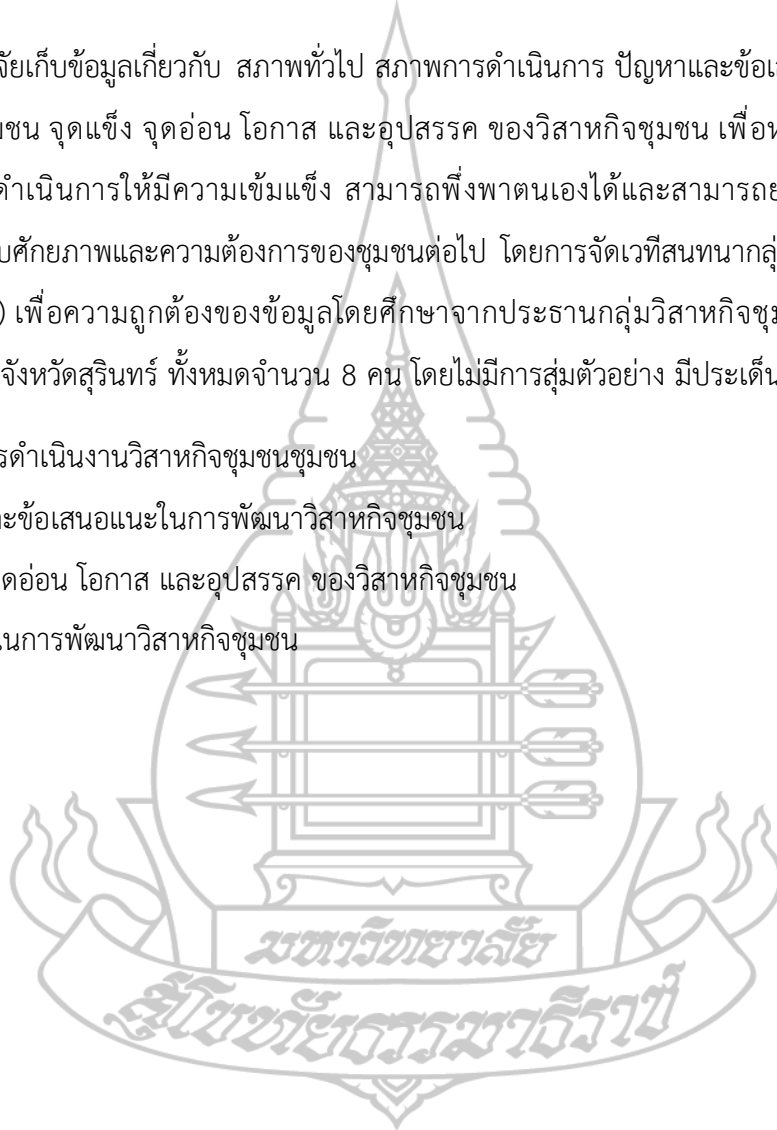 จัยเก็บข้อมูลเกี่ยวกับ สภาพทั่วไป สภาพการดำเนินการ ปัญหาและข้อเ
ชน จุดแข็ง จุดอ่อน โอกาส และอุปสรรค ของวิสาหกิจชุมชน เพื่อห
ดำเนินการให้มีความเข้มแข็ง สามารถพึ่งพาตนเองได้และสามารถย
บศักยภาพและความต้องการของชุมชนต่อไป โดยการจัดเวทีสนทนากลุ่
) เพื่อความถูกต้องของข้อมูลโดยศึกษาจากประธานกลุ่มวิสาหกิจชุม
จังหวัดสุรินทร์ ทั้งหมดจำนวน 8 คน โดยไม่มีการสุ่มตัวอย่าง มีประเด็น
รดำเนินงานวิสาหกิจชุมชนชุมชน
ะข้อเสนอแนะในการพัฒนาวิสาหกิจชุมชน
ดอ่อน โอกาส และอุปสรรค ของวิสาหกิจชุมชน
นการพัฒนาวิสาหกิจชุมชน
มหาวิทยาลัย
สุโขทัยธรรมาธิราช